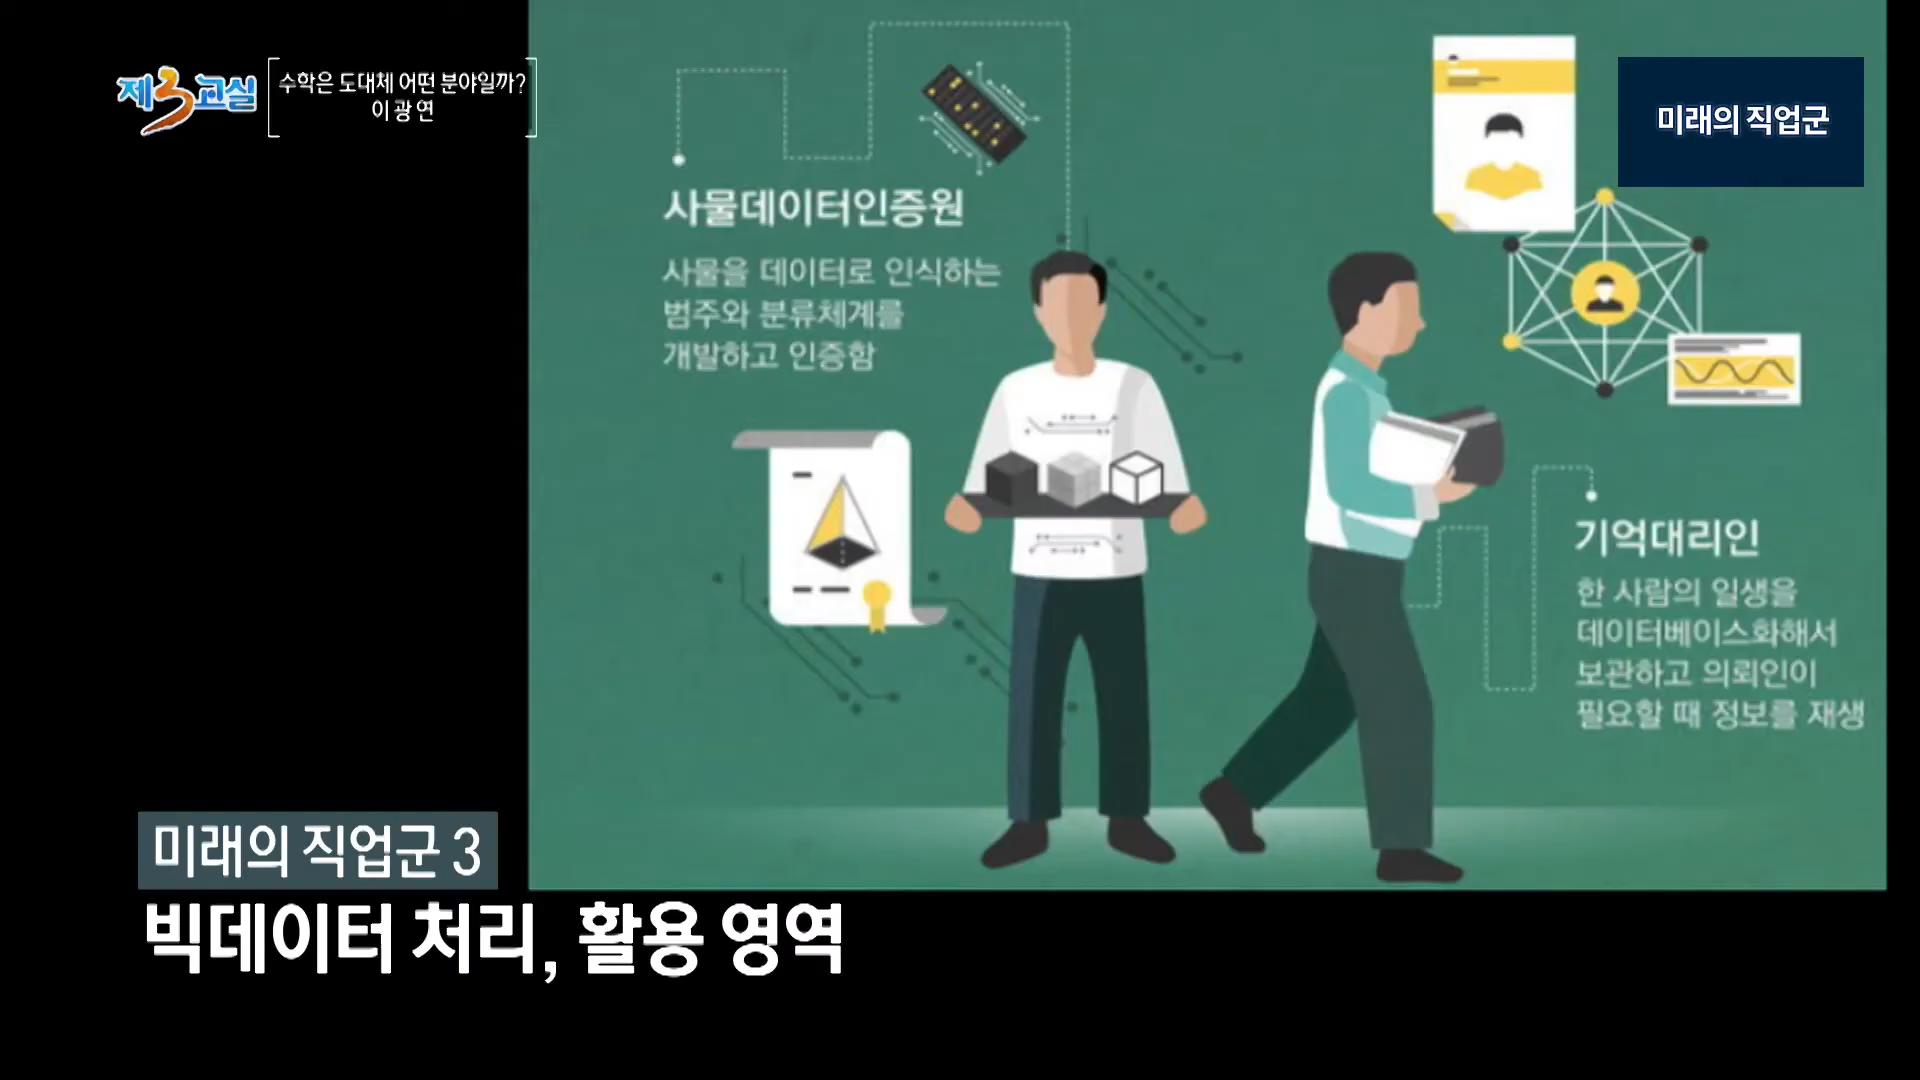 제3교실
수학은 도대체 어떤 분야일까?
이광연
미래의 직업군
사물데이터인증원
사물을 데이터로 인식하는
범주와 분류체계를
개발하고 인증함
기억대리인
한 사람의 일생을
데이터베이스화해서
보관하고 의뢰인이
필요할 때 정보를 재생
미래의 직업군 3
빅데이터 처리, 활용 영역